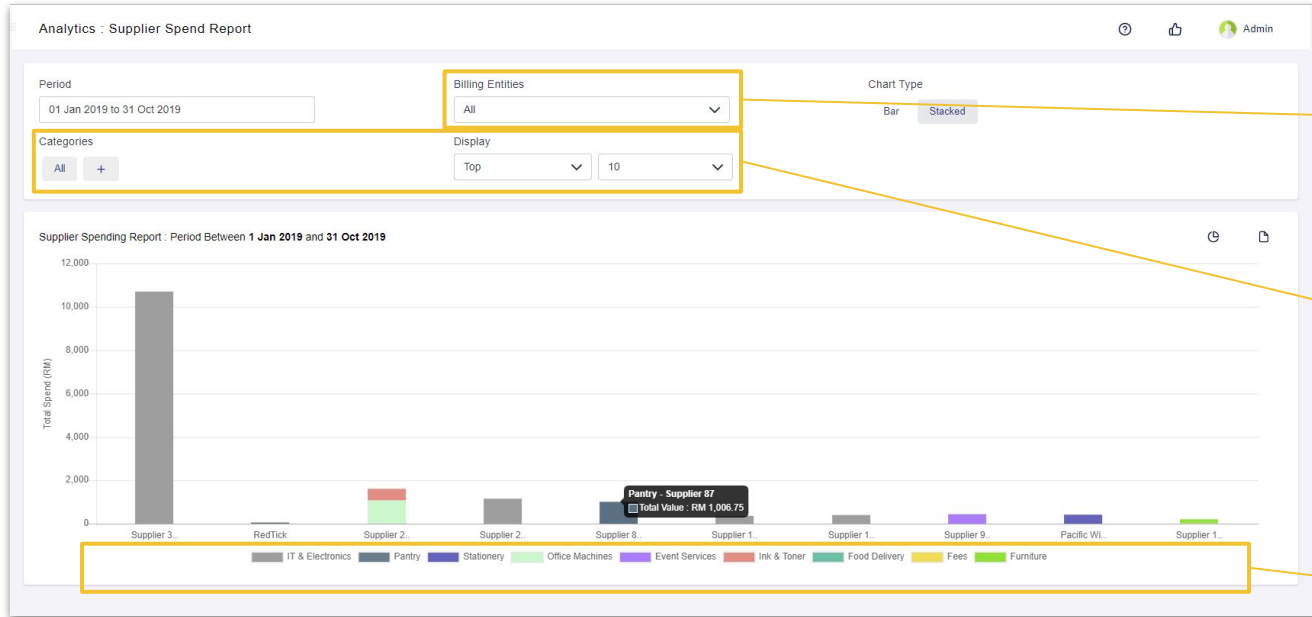 Analytics : Supplier Spend Report
Admin
Period
Billing Entities
Chart Type
01 Jan 2019 to 31 Oct 2019
All
Bar
Stacked
Categories
Display
All
+
Top
10
Supplier Spending Report : Period Between 1 Jan 2019 and 31 Oct 2019
12,000
10,000
8,000
6,000
4,000
2,000
0
Total Spend (RM)
Pantry - Supplier 87
Total Value : RM 1,006.75
Supplier 3..
RedTick
Supplier 2..
Supplier 2..
Supplier 8..
Supplier 1..
Supplier 1..
Supplier 9..
Pacific Wi..
Supplier 1..
IT & Electronics
Pantry
Stationery
Office Machines
Event Services
Ink & Toner
Food Delivery
Fees
Furniture